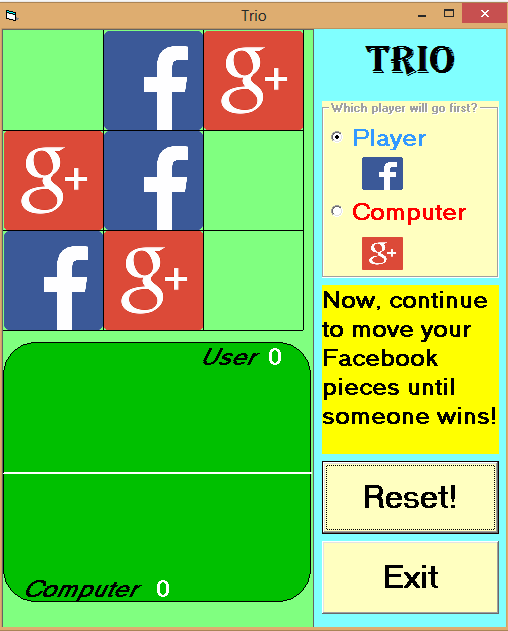 Trio
f
g+
TRIO
Which player will go first?
g+
f
Player
f
Computer
f
g+
g+
Now, continue
to move your
Facebook
pieces until
someone wins!
User 0
Reset!
Computer 0
Exit